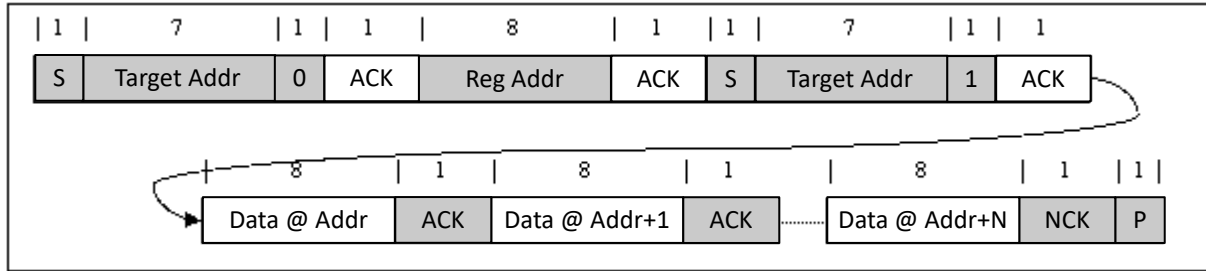 | 1 | 7 | 1 | 1 | 8 | 1 | 1 | 7 | 1 | 1
S Target Addr 0 ACK Reg Addr ACK S Target Addr 1 ACK
| 8 | 1 | 8 | 1 | 8 | 1 | 1 |
Data @ Addr ACK Data @ Addr+1 ACK Data @ Addr+N NCK P